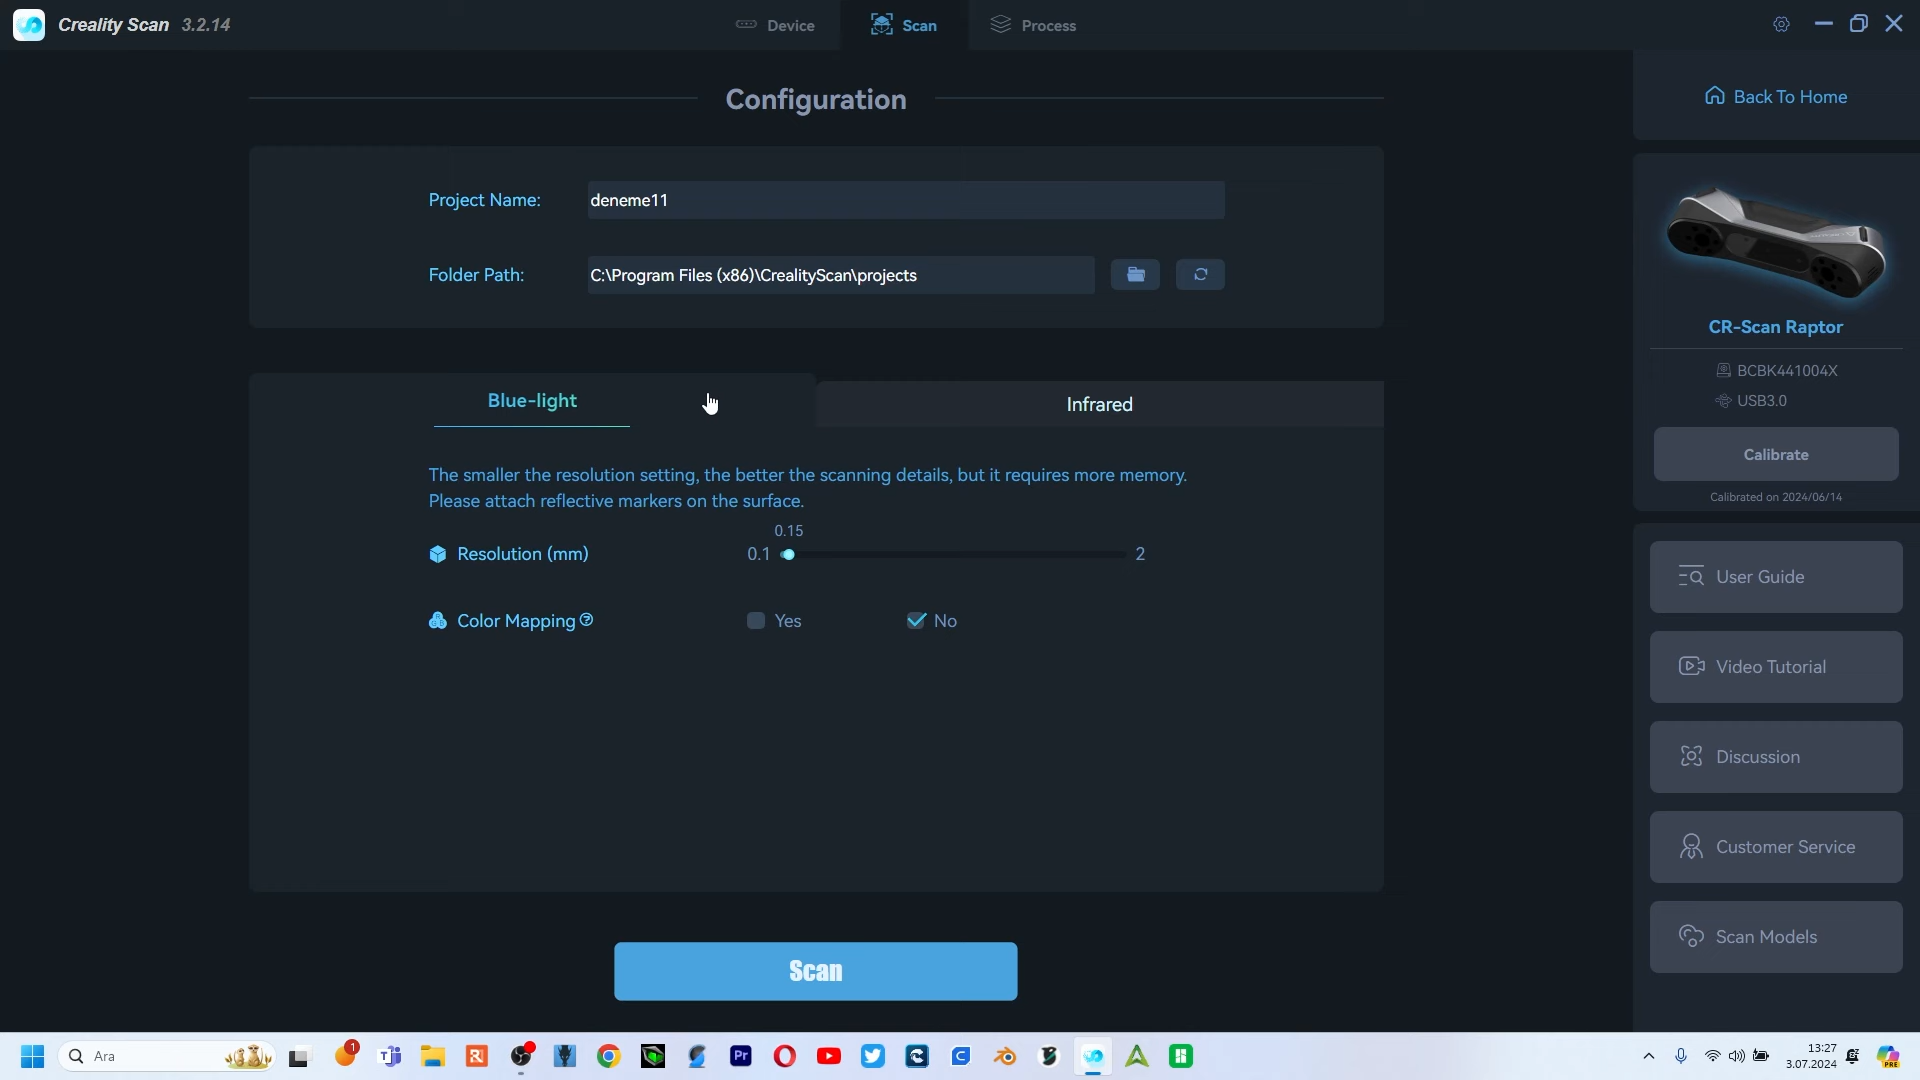 Creality Scan 3.2.14
Device
Scan
Process
Configuration
Back To Home
Project Name:
deneme11
Folder Path:
C:\Program Files (x86)\CrealityScan\projects
CR-Scan Raptor
BCBK441004X
USB3.0
Calibrate
Calibrated on 2024/06/14
Blue-light
Infrared
The smaller the resolution setting, the better the scanning details, but it requires more memory.
Please attach reflective markers on the surface.
0.15
Resolution (mm)
0.1
2
Color Mapping
Yes
No
User Guide
Video Tutorial
Discussion
Customer Service
Scan Models
Scan
Ara
1
Pr
13:27
3.07.2024
PRE